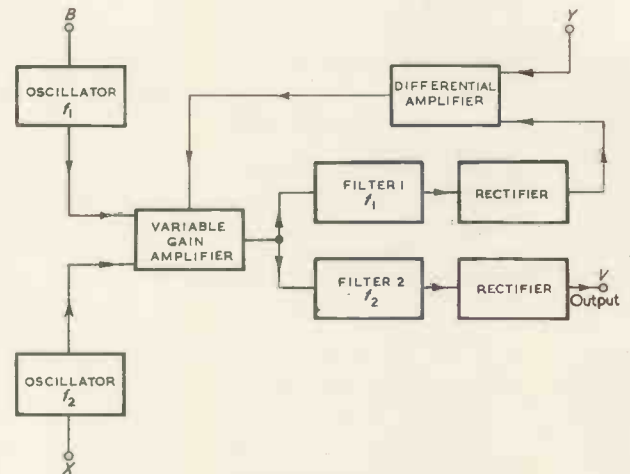 B
Y
OSCILLATOR
f₁
DIFFERENTIAL
AMPLIFIER
FILTER 1
f₁
RECTIFIER
VARIABLE
GAIN
AMPLIFIER
FILTER 2
f₂
RECTIFIER
V
Output
OSCILLATOR
f₂
X